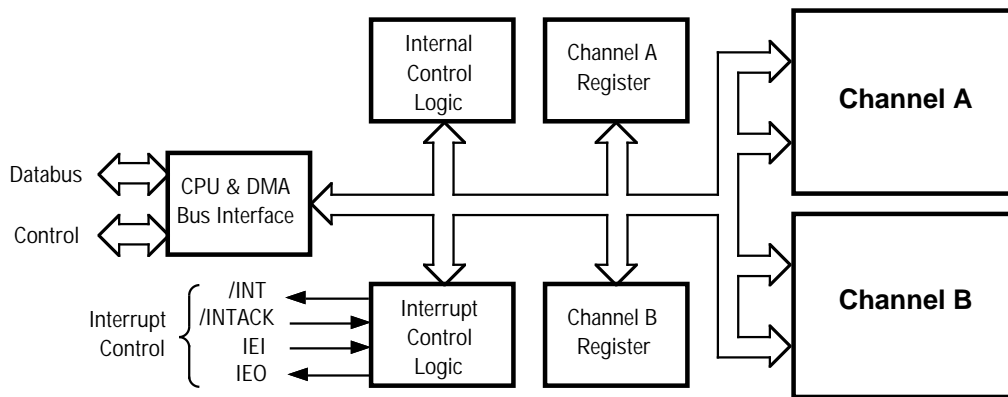 Internal
Control
Logic
Channel A
Register
Channel A
Databus
CPU & DMA
Bus Interface
Control
Channel B
/INT
/INTACK
IEI
IEO
Interrupt
Control
Interrupt
Control
Logic
Channel B
Register